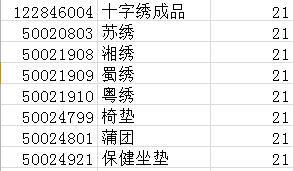 122846004 十字绣成品 21
50020803 苏绣 21
50021908 湘绣 21
50021909 蜀绣 21
50021910 粤绣 21
50024799 椅垫 21
50024801 蒲团 21
50024921 保健坐垫 21